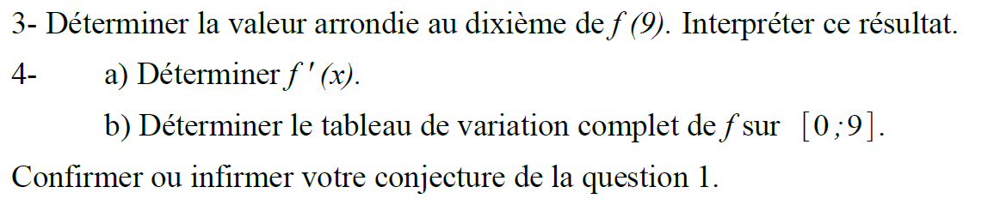 3- Déterminer la valeur arrondie au dixième de f (9). Interpréter ce résultat.
4- a) Déterminer f ' (x).
b) Déterminer le tableau de variation complet de f sur [0 ; 9].
Confirmer ou infirmer votre conjecture de la question 1.